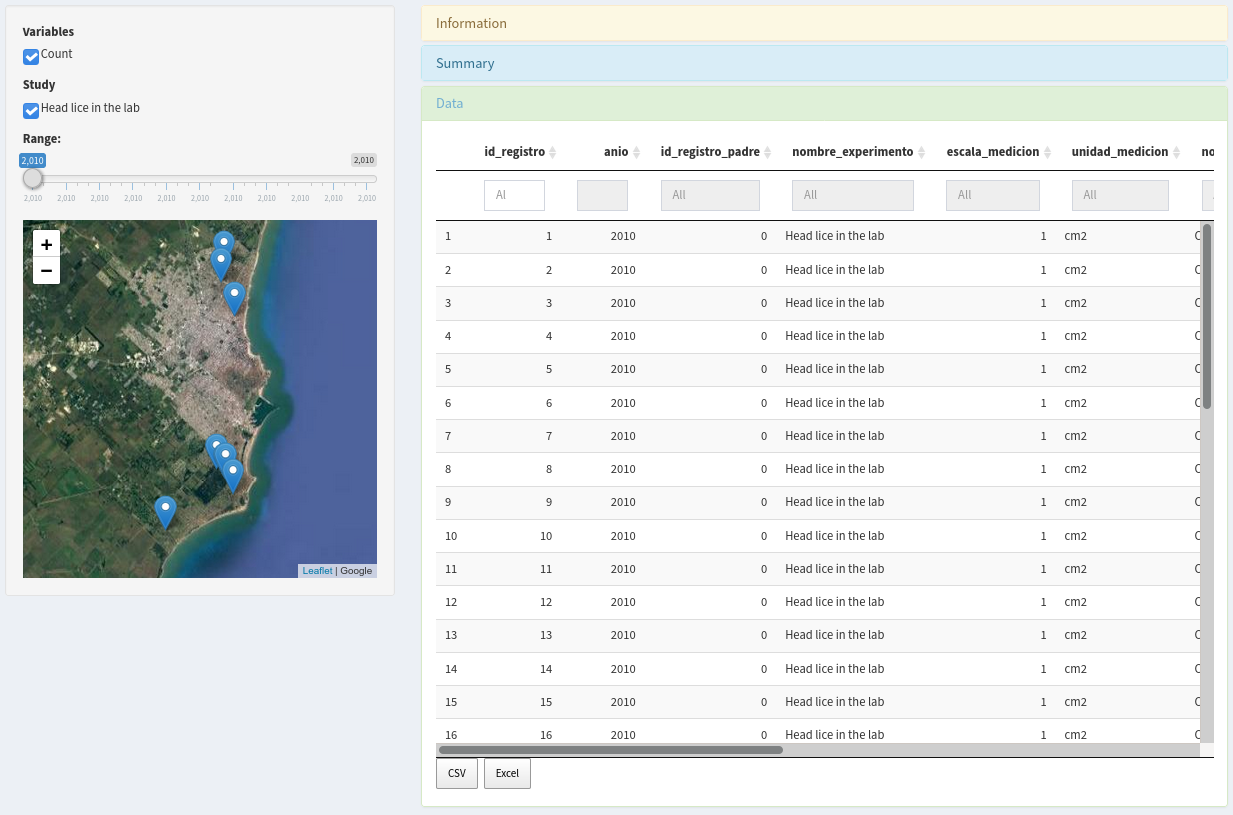 Variables
Count
Study
Head lice in the lab
Range:
2,010 2,010
2,010 2,010 2,010 2,010 2,010 2,010 2,010 2,010 2,010 2,010 2,010
+
−
Leaflet | Google
Information
Summary
Data
id_registro anio id_registro_padre nombre_experimento escala_medicion unidad_medicion no
Al All All All All
1 1 2010 0 Head lice in the lab 1 cm2
2 2 2010 0 Head lice in the lab 1 cm2
3 3 2010 0 Head lice in the lab 1 cm2
4 4 2010 0 Head lice in the lab 1 cm2
5 5 2010 0 Head lice in the lab 1 cm2
6 6 2010 0 Head lice in the lab 1 cm2
7 7 2010 0 Head lice in the lab 1 cm2
8 8 2010 0 Head lice in the lab 1 cm2
9 9 2010 0 Head lice in the lab 1 cm2
10 10 2010 0 Head lice in the lab 1 cm2
11 11 2010 0 Head lice in the lab 1 cm2
12 12 2010 0 Head lice in the lab 1 cm2
13 13 2010 0 Head lice in the lab 1 cm2
14 14 2010 0 Head lice in the lab 1 cm2
15 15 2010 0 Head lice in the lab 1 cm2
16 16 2010 0 Head lice in the lab 1 cm2
CSV Excel